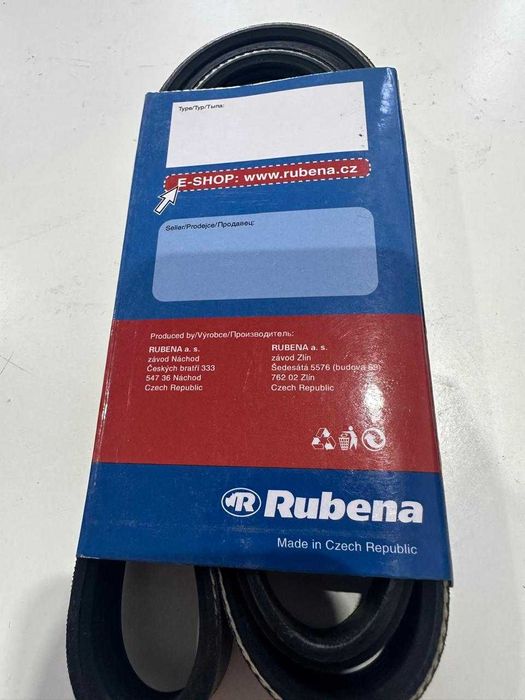 Type/Typ/Типа:
E-SHOP: www.rubena.cz
Seller/Prodejce/Продавец:
Produced by/Výrobce/Производитель:
RUBENA a. s.
závod Náchod
Českých bratří 333
547 36 Náchod
Czech Republic
RUBENA a. s.
závod Zlín
Šedesátá 5576 (budova 69)
762 02 Zlín
Czech Republic
R Rubena
Made in Czech Republic